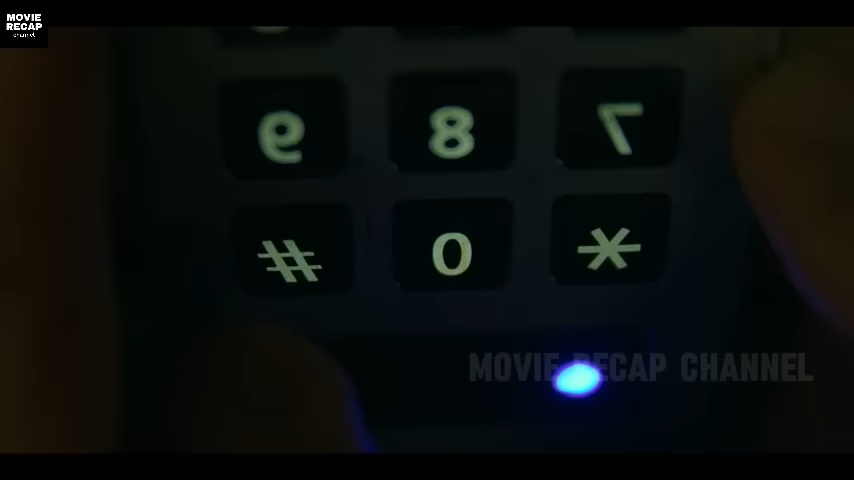 MOVIE
RECAP
channel
9 8 7
# 0 *
MOVIE RECAP CHANNEL